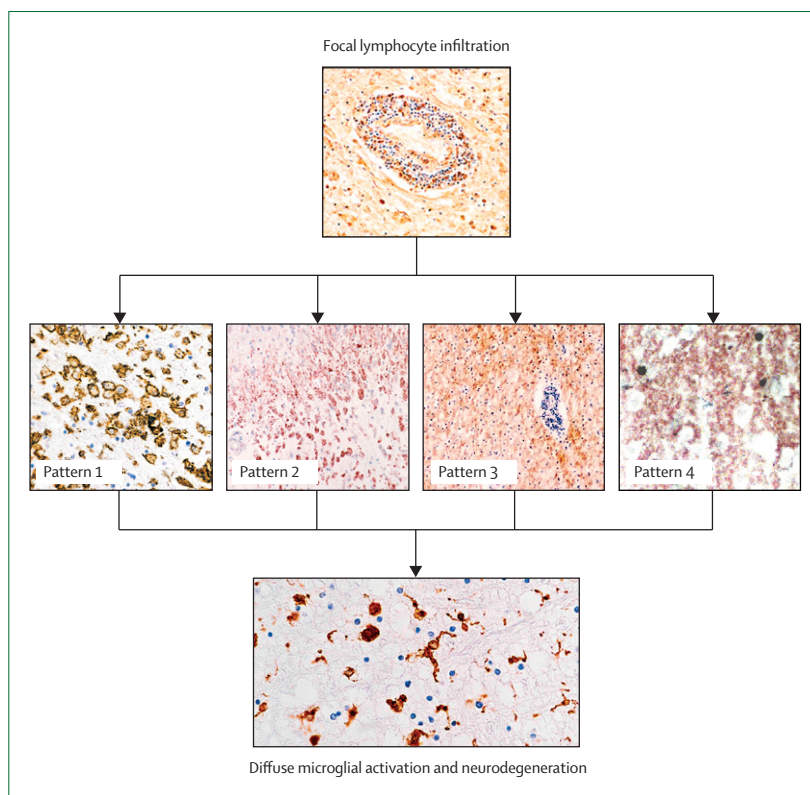 Focal lymphocyte infiltration
Pattern 1
Pattern 2
Pattern 3
Pattern 4
Diffuse microglial activation and neurodegeneration